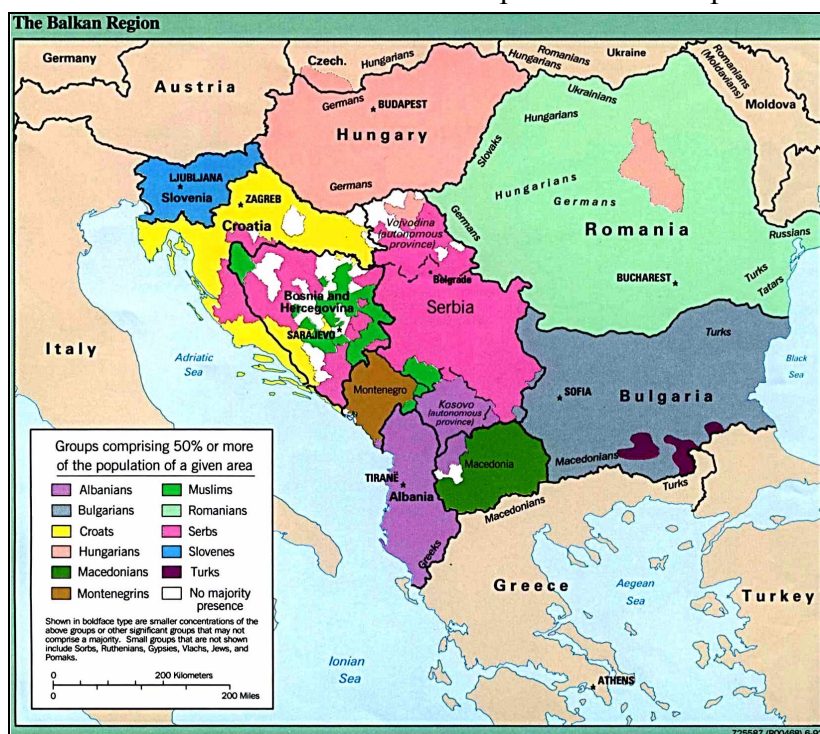 The Balkan Region
Germany
Czech.
Hungarians
Romanians
Hungarians
Ukraine
Romanians
(Moldavians)
Austria
Ukrainians
Moldova
Germans
BUDAPEST
Hungary
Hungarians
Slovaks
LJUBLJANA
Slovenia
Germans
ZAGREB
Croatia
Hungarians
Germans
Vojvodina
(autonomous
province)
Germans
Romania
Russians
Belgrade
BUCHAREST
Turks
Tatars
Bosnia and
Hercegovina
Serbia
SARAJEVO
Italy
Adriatic
Sea
Turks
Black
Sea
Montenegro
SOFIA
Bulgaria
Kosovo
(autonomous
province)
Macedonians
Macedonia
TIRANË
Albania
Turks
Macedonians
Greeks
Greece
Aegean
Sea
Turkey
Ionian
Sea
ATHENS
Groups comprising 50% or more
of the population of a given area
Albanians
Muslims
Bulgarians
Romanians
Croats
Serbs
Hungarians
Slovenes
Macedonians
Turks
Montenegrins
No majority
presence
Shown in boldface type are smaller concentrations of the
above groups or other significant groups that may not
comprise a majority. Small groups that are not shown
include Sorbs, Ruthenians, Gypsies, Vlachs, Jews, and
Pomaks.
0 200 Kilometers
0 200 Miles